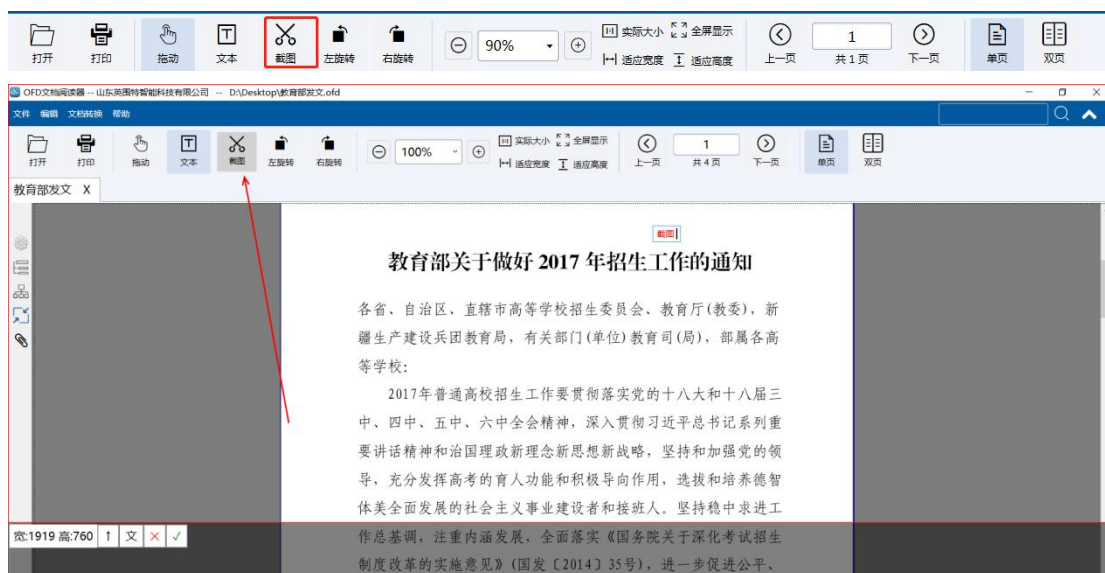 打开 打印 拖动 文本 截图 左旋转 右旋转 90% 实际大小 全屏显示 适应宽度 适应高度 上一页 1 共1页 下一页 单页 双页
OFD文档阅读器 -- 山东英图特智能科技有限公司 -- D:\Desktop\教育部发文.ofd
文件 编辑 文档转换 帮助
打开 打印 拖动 文本 截图 左旋转 右旋转 100% 实际大小 全屏显示 适应宽度 适应高度 上一页 1 共4页 下一页 单页 双页
教育部发文 X
截图
教育部关于做好 2017 年招生工作的通知
各省、自治区、直辖市高等学校招生委员会、教育厅(教委)，新
疆生产建设兵团教育局，有关部门(单位)教育司(局)，部属各高
等学校：
2017年普通高校招生工作要贯彻落实党的十八大和十八届三
中、四中、五中、六中全会精神，深入贯彻习近平总书记系列重
要讲话精神和治国理政新理念新思想新战略，坚持和加强党的领
导，充分发挥高考的育人功能和积极导向作用，选拔和培养德智
体美全面发展的社会主义事业建设者和接班人。坚持稳中求进工
作总基调，注重内涵发展，全面落实《国务院关于深化考试招生
制度改革的实施意见》(国发〔2014〕35号)，进一步促进公平、
宽:1919 高:760 文